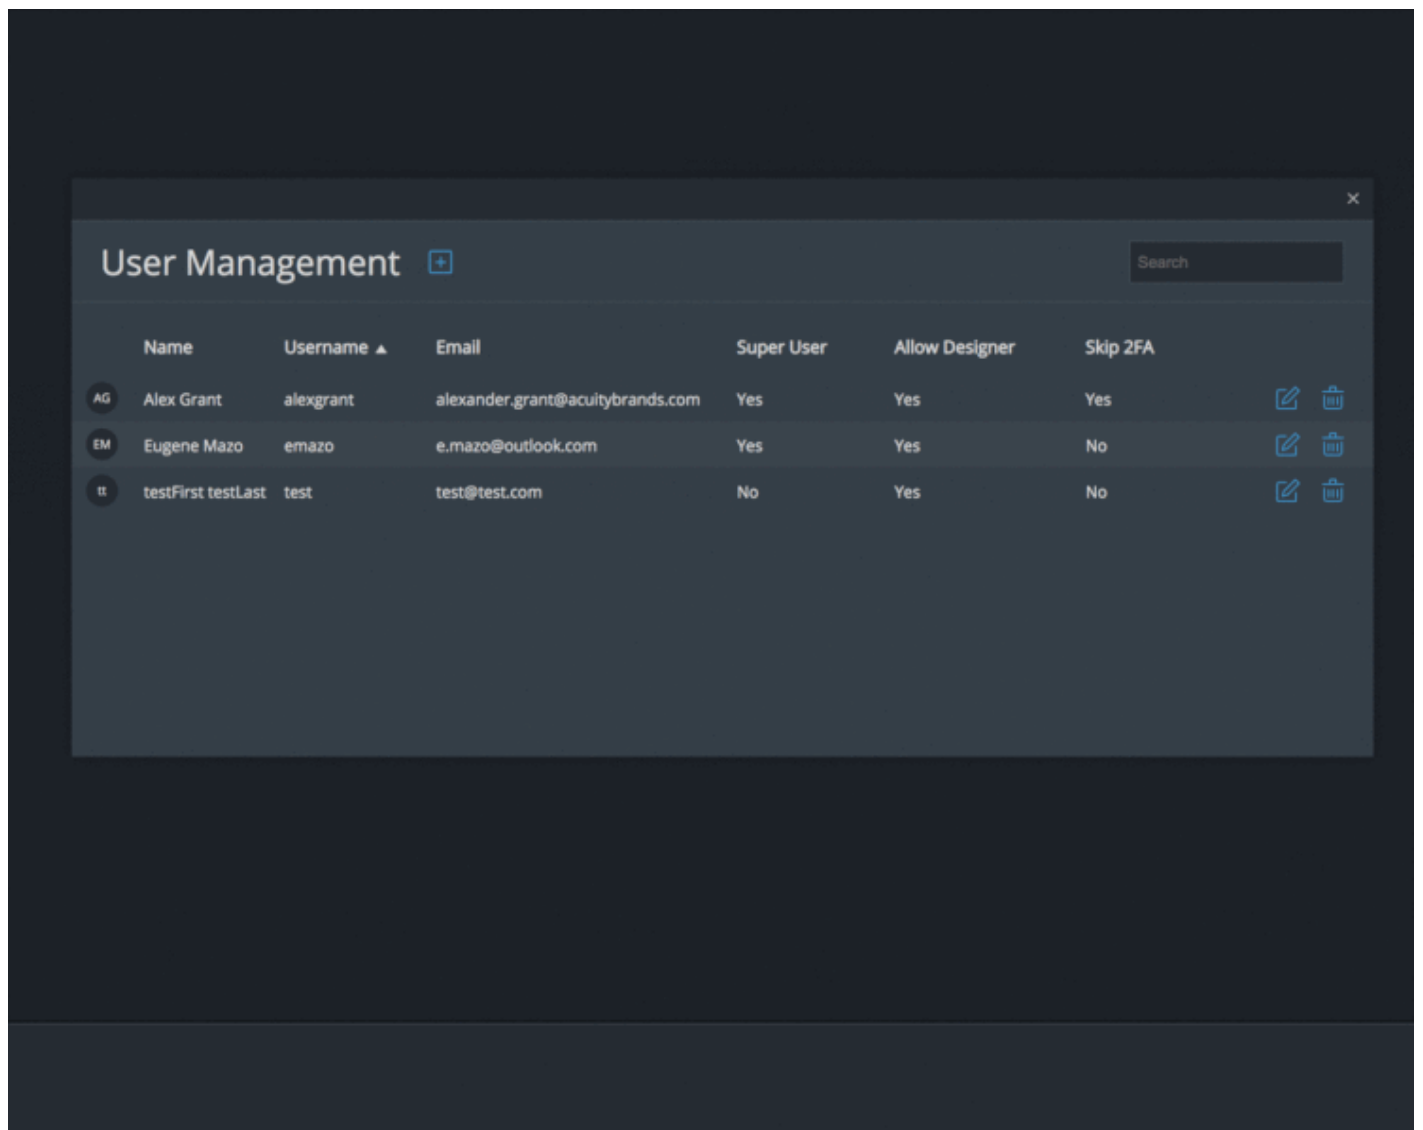 User Management
Search
Name Username ▲ Email Super User Allow Designer Skip 2FA
AG Alex Grant alexgrant alexander.grant@acuitybrands.com Yes Yes Yes
EM Eugene Mazo emazo e.mazo@outlook.com Yes Yes No
tt testFirst testLast test test@test.com No Yes No